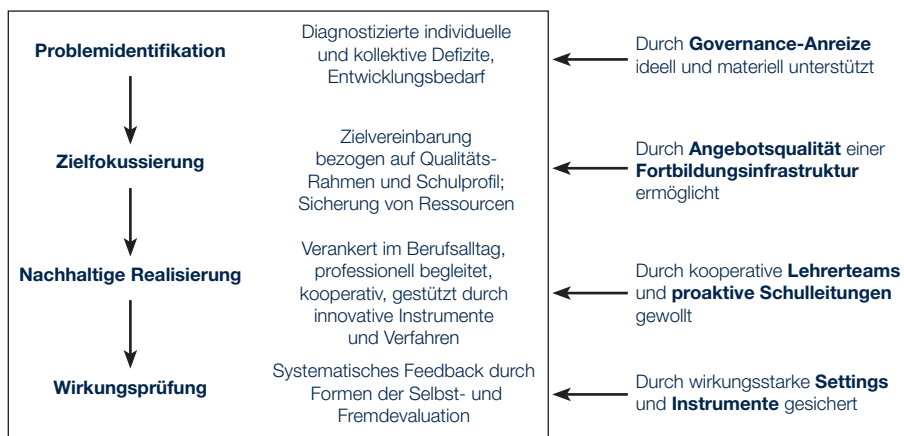 Problemidentifikation
Diagnostizierte individuelle
und kollektive Defizite,
Entwicklungsbedarf
Durch Governance-Anreize
ideell und materiell unterstützt
Zielfokussierung
Zielvereinbarung
bezogen auf Qualitäts-
Rahmen und Schulprofil;
Sicherung von Ressourcen
Durch Angebotsqualität einer
Fortbildungsinfrastruktur
ermöglicht
Nachhaltige Realisierung
Verankert im Berufsalltag,
professionell begleitet,
kooperativ, gestützt durch
innovative Instrumente
und Verfahren
Durch kooperative Lehrerteams
und proaktive Schulleitungen
gewollt
Wirkungsprüfung
Systematisches Feedback durch
Formen der Selbst- und
Fremdevaluation
Durch wirkungsstarke Settings
und Instrumente gesichert